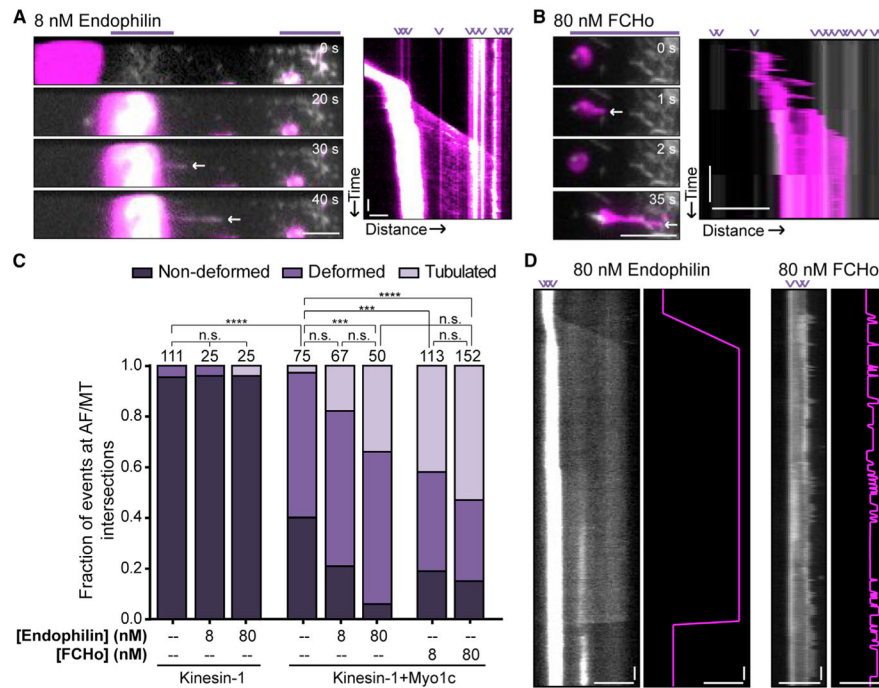 A
8 nM Endophilin
0 s
20 s
30 s
40 s
←Time
Distance →
B
80 nM FCHo
0 s
1 s
2 s
35 s
←Time
Distance →
C
Non-deformed Deformed Tubulated
****
****
***
***
n.s.
n.s.
n.s.
n.s.
n.s.
111 25 25 75 67 50 113 152
Fraction of events at AF/MT
intersections
1.0
0.8
0.6
0.4
0.2
0.0
[Endophilin] (nM) -- 8 80 -- 8 80 -- --
[FCHo] (nM) -- -- -- -- -- -- 8 80
Kinesin-1 Kinesin-1+Myo1c
D
80 nM Endophilin
80 nM FCHo